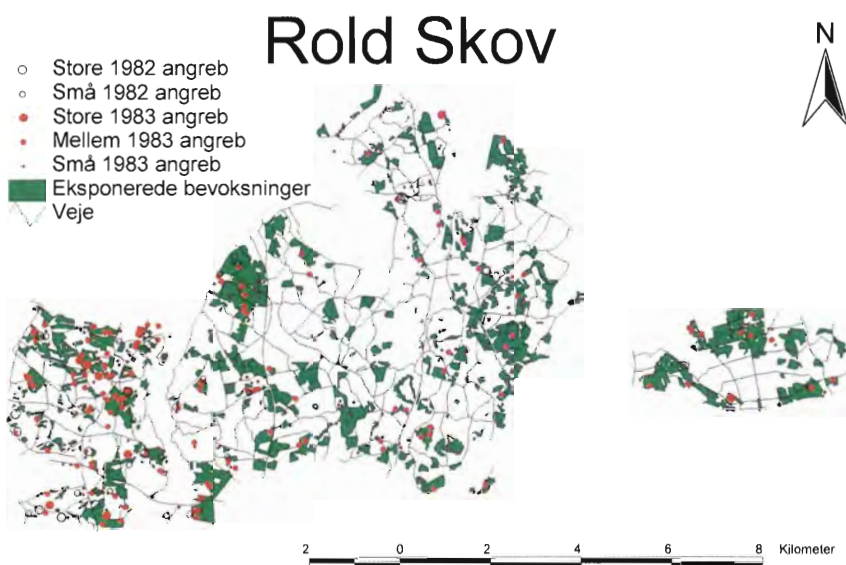 Rold Skov
N
Store 1982 angreb
Små 1982 angreb
Store 1983 angreb
Mellem 1983 angreb
Små 1983 angreb
Eksponerede bevoksninger
Veje
2 0 2 4 6 8 Kilometer